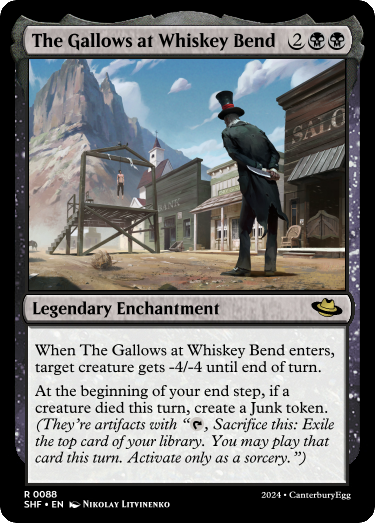 The Gallows at Whiskey Bend 2
BANK
SALO
Legendary Enchantment
When The Gallows at Whiskey Bend enters,
target creature gets -4/-4 until end of turn.
At the beginning of your end step, if a
creature died this turn, create a Junk token.
(They're artifacts with “, Sacrifice this: Exile
the top card of your library. You may play that
card this turn. Activate only as a sorcery.”)
R 0088
SHF • EN Nikolay Litvinenko
2024 • CanterburyEgg